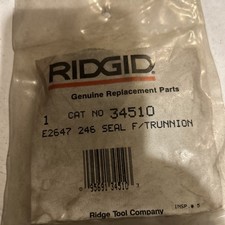 RIDGID
Genuine Replacement Parts
1 CAT NO 34510
E2647 246 SEAL F/TRUNNION
Ridge Tool Company